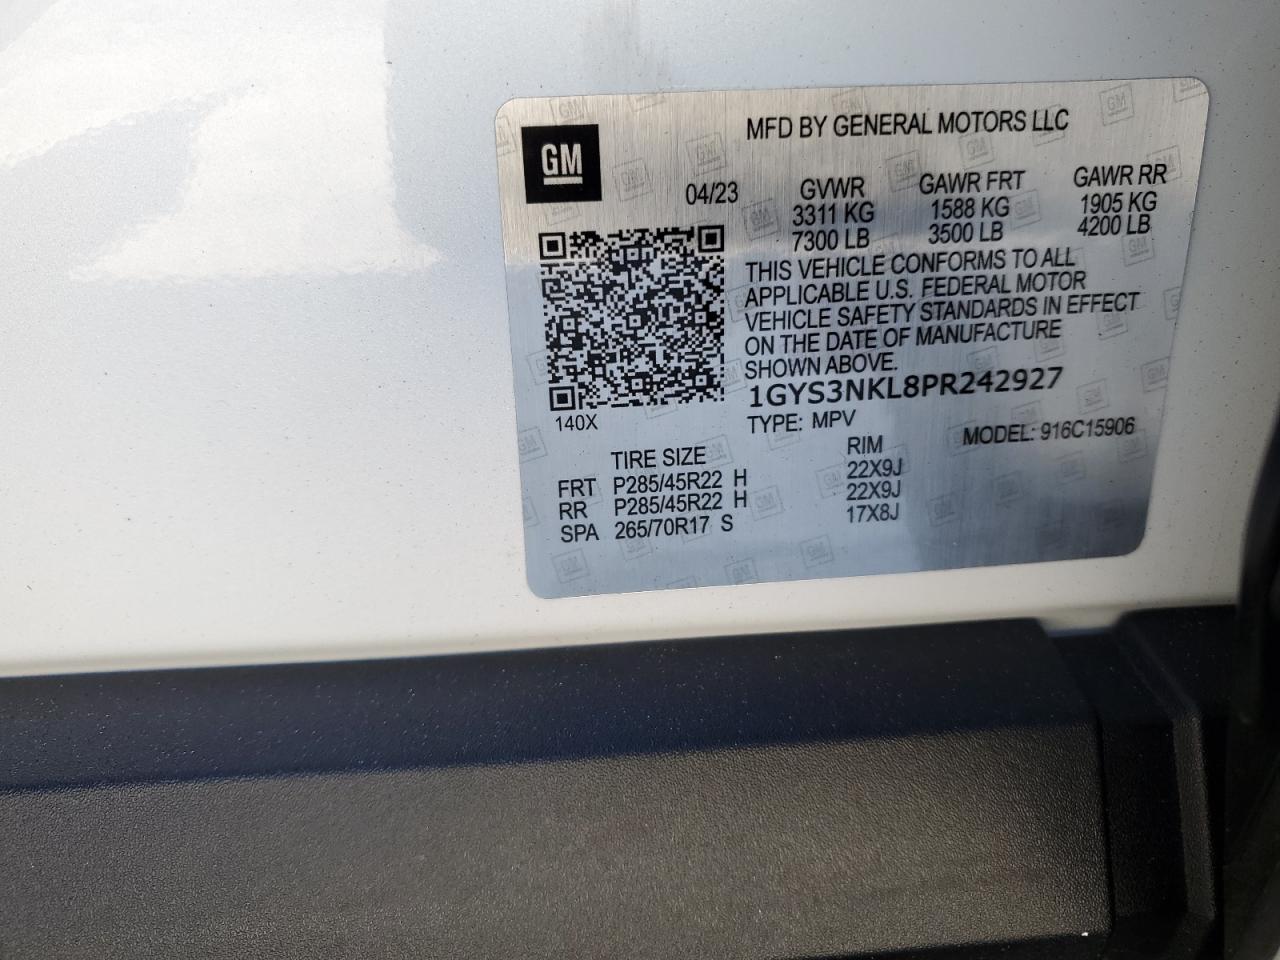 GM
MFD BY GENERAL MOTORS LLC
04/23
GVWR GAWR FRT GAWR RR
3311 KG 1588 KG 1905 KG
7300 LB 3500 LB 4200 LB
THIS VEHICLE CONFORMS TO ALL
APPLICABLE U.S. FEDERAL MOTOR
VEHICLE SAFETY STANDARDS IN EFFECT
ON THE DATE OF MANUFACTURE
SHOWN ABOVE.
1GYS3NKL8PR242927
140X
TYPE: MPV MODEL: 916C15906
TIRE SIZE RIM
FRT P285/45R22 H 22X9J
RR P285/45R22 H 22X9J
SPA 265/70R17 S 17X8J